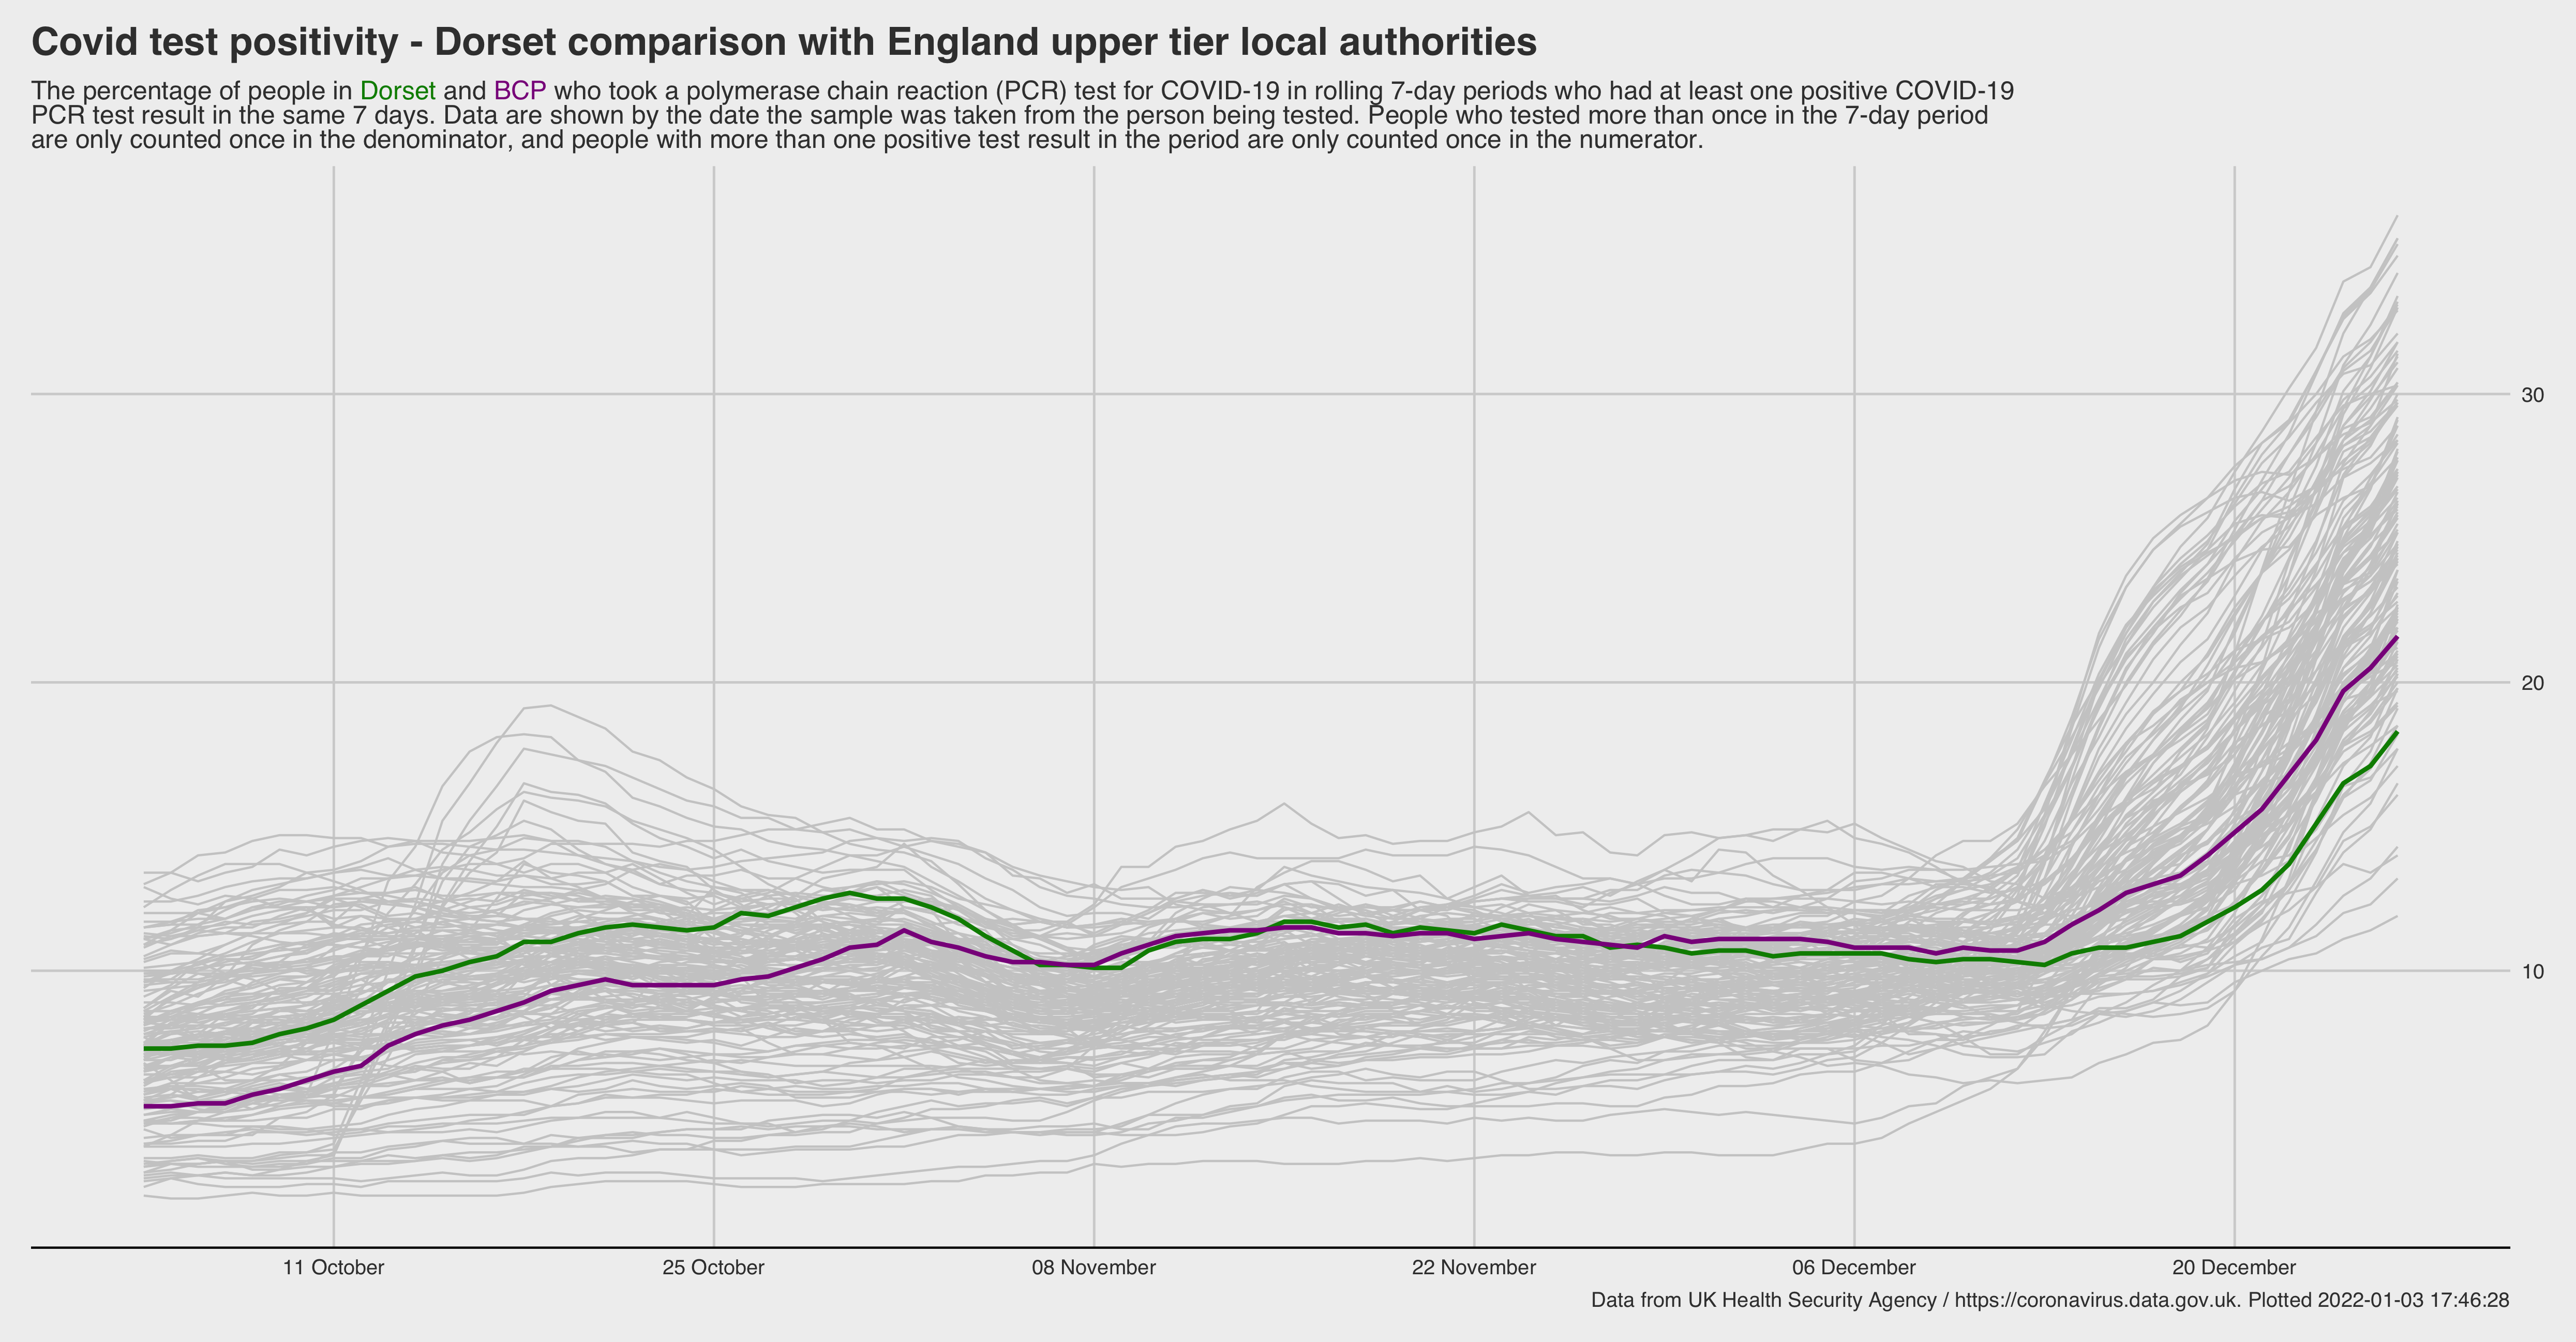 Covid test positivity - Dorset comparison with England upper tier local authorities
The percentage of people in Dorset and BCP who took a polymerase chain reaction (PCR) test for COVID-19 in rolling 7-day periods who had at least one positive COVID-19
PCR test result in the same 7 days. Data are shown by the date the sample was taken from the person being tested. People who tested more than once in the 7-day period
are only counted once in the denominator, and people with more than one positive test result in the period are only counted once in the numerator.
30
20
10
11 October
25 October
08 November
22 November
06 December
20 December
Data from UK Health Security Agency / https://coronavirus.data.gov.uk. Plotted 2022-01-03 17:46:28